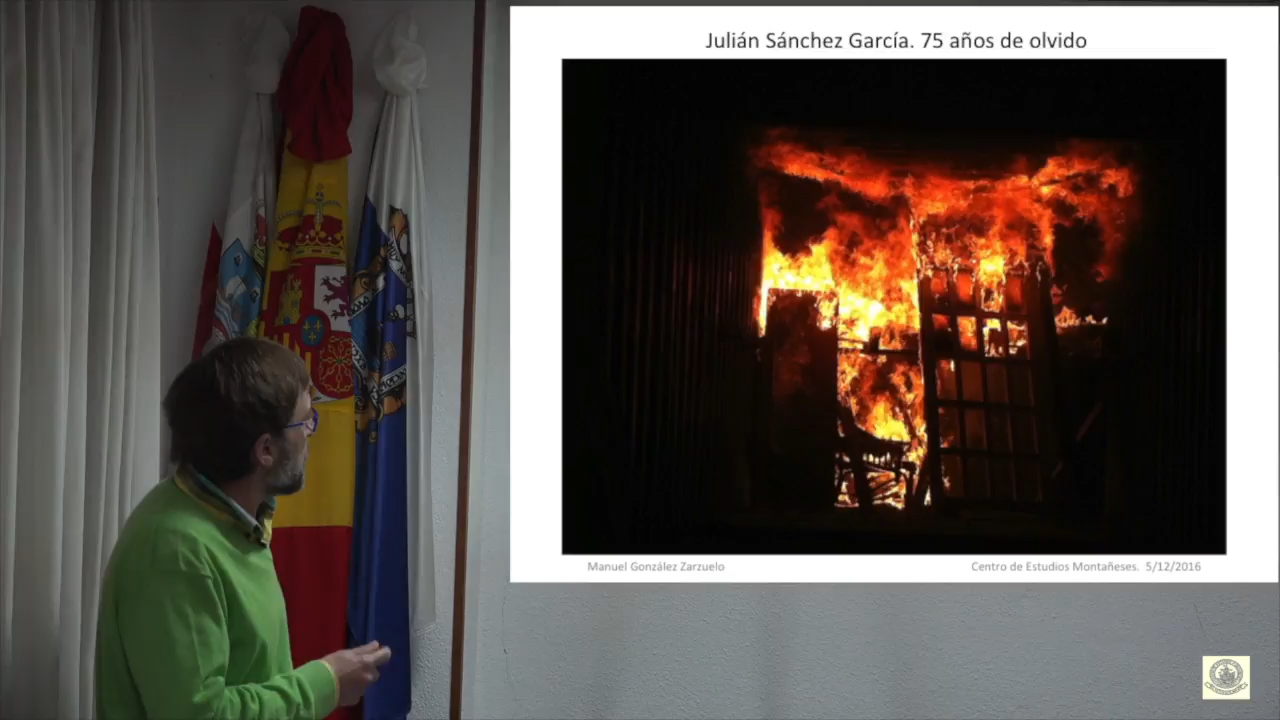 Julián Sánchez García. 75 años de olvido
Manuel González Zarzuelo
Centro de Estudios Montañeses. 5/12/2016